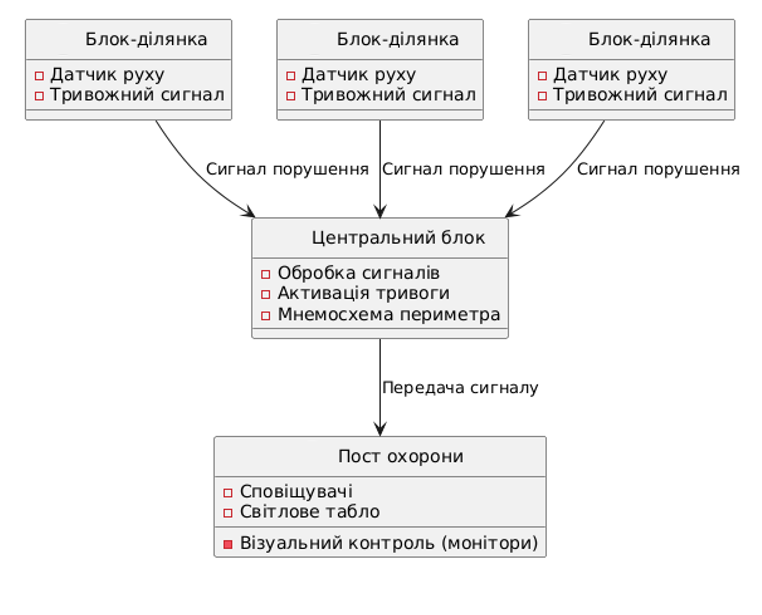 Блок-ділянка
Датчик руху
Тривожний сигнал
Блок-ділянка
Датчик руху
Тривожний сигнал
Блок-ділянка
Датчик руху
Тривожний сигнал
Сигнал порушення
Сигнал порушення
Сигнал порушення
Центральний блок
Обробка сигналів
Активація тривоги
Мнемосхема периметра
Передача сигналу
Пост охорони
Сповіщувачі
Світлове табло
Візуальний контроль (монітори)